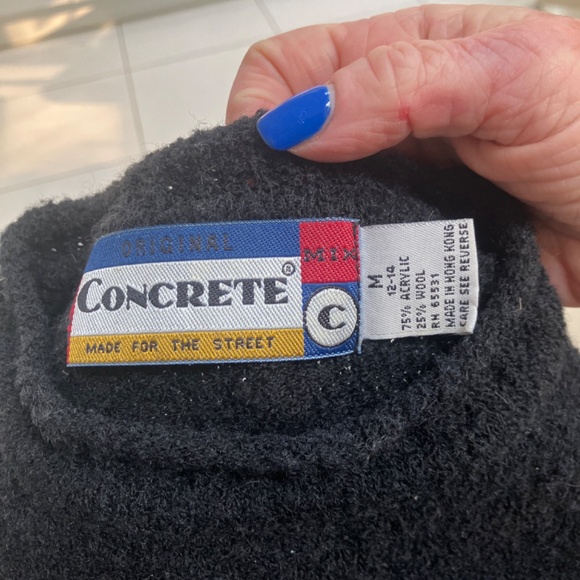 ORIGINAL
MIX
CONCRETE®
C
MADE FOR THE STREET
M
12-14
75% ACRYLIC
25% WOOL
RH 65531
MADE IN HONG KONG
CARE SEE REVERSE